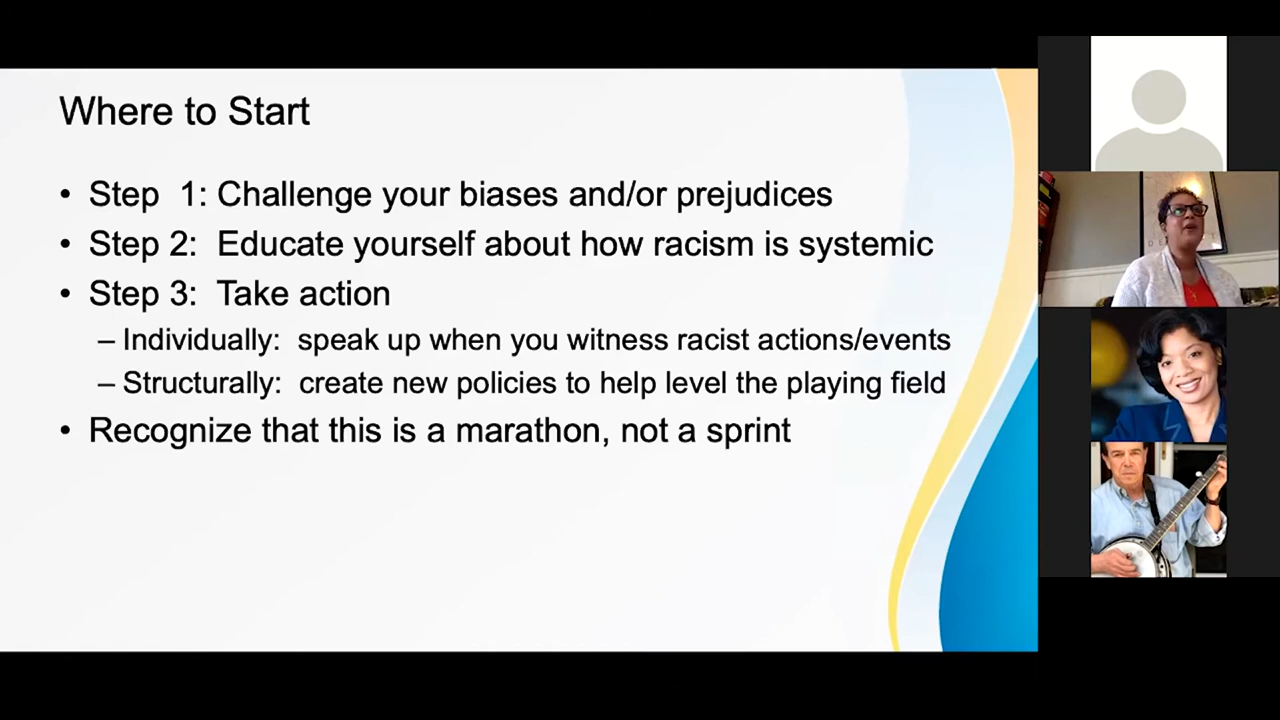 Where to Start
• Step  1: Challenge your biases and/or prejudices
• Step 2:  Educate yourself about how racism is systemic
• Step 3:  Take action
– Individually:  speak up when you witness racist actions/events
– Structurally:  create new policies to help level the playing field
• Recognize that this is a marathon, not a sprint